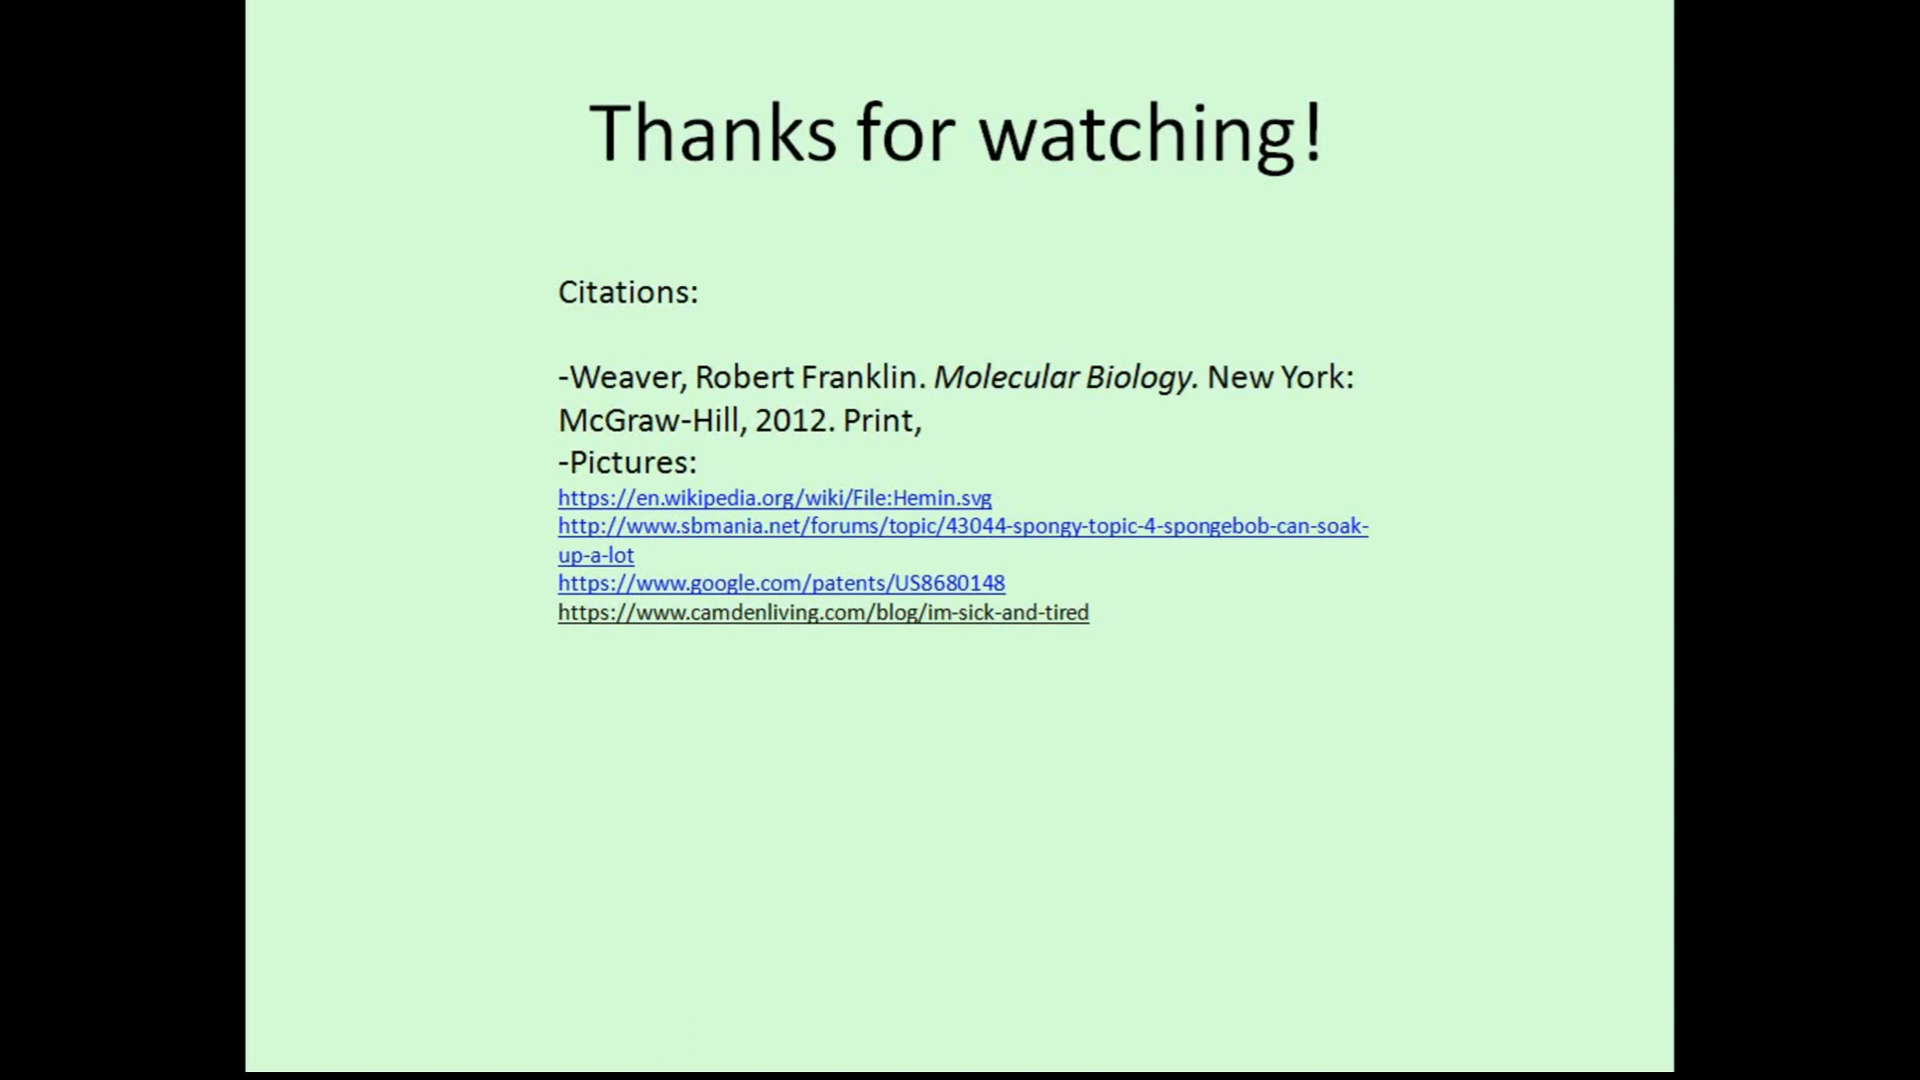 Thanks for watching!
Citations:
-Weaver, Robert Franklin. Molecular Biology. New York:
McGraw-Hill, 2012. Print,
-Pictures:
https://en.wikipedia.org/wiki/File:Hemin.svg
http://www.sbmania.net/forums/topic/43044-spongy-topic-4-spongebob-can-soak-
up-a-lot
https://www.google.com/patents/US8680148
https://www.camdenliving.com/blog/im-sick-and-tired